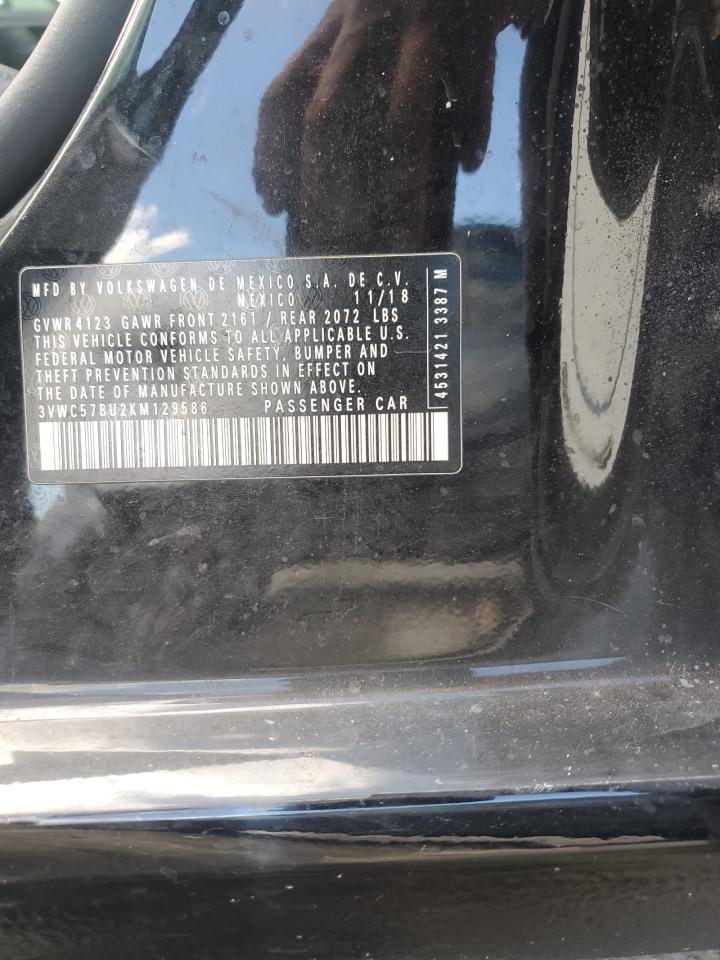 MFD BY VOLKSWAGEN DE MEXICO S.A. DE C.V.
MEXICO 11/18
GVWR 4123 GAWR FRONT 2161 / REAR 2072 LBS
THIS VEHICLE CONFORMS TO ALL APPLICABLE U.S.
FEDERAL MOTOR VEHICLE SAFETY, BUMPER AND
THEFT PREVENTION STANDARDS IN EFFECT ON
THE DATE OF MANUFACTURE SHOWN ABOVE.
3VWC57BU2KM129586 PASSENGER CAR
4531421 3387 M